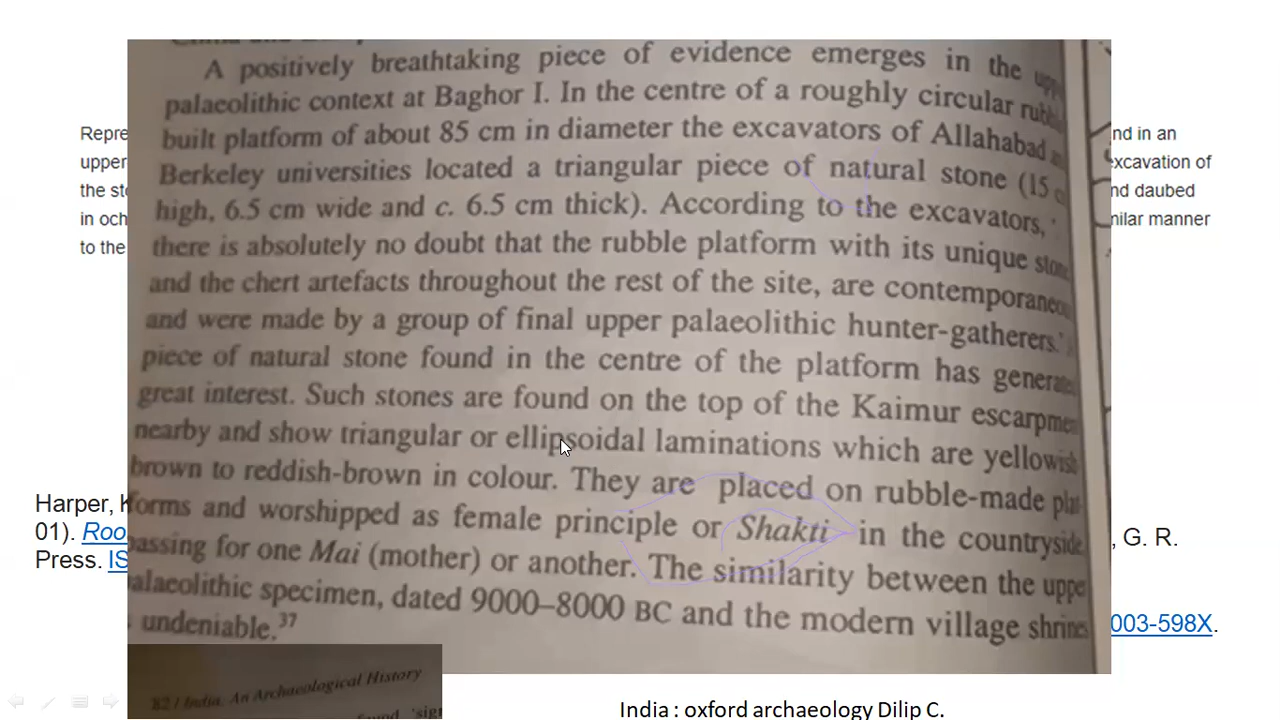 A positively breathtaking piece of evidence emerges in the
palaeolithic context at Baghor I. In the centre of a roughly circular
built platform of about 85 cm in diameter the excavators of Allahabad
Berkeley universities located a triangular piece of natural stone (15
high, 6.5 cm wide and c. 6.5 cm thick). According to the excavators, '
there is absolutely no doubt that the rubble platform with its unique
and the chert artefacts throughout the rest of the site, are
and were made by a group of final upper palaeolithic hunter-gatherers.'
piece of natural stone found in the centre of the platform has
great interest. Such stones are found on the top of the Kaimur
nearby and show triangular or ellipsoidal laminations which are
brown to reddish-brown in colour. They are placed on rubble-made
forms and worshipped as female principle or Shakti in the countryside
passing for one Mai (mother) or another. The similarity between the
palaeolithic specimen, dated 9000–8000 BC and the modern village
undeniable.37
82 / India. An Archaeological History
Repre
upper
the st
in och
to the
nd in an
xcavation of
nd daubed
milar manner
Harper, K
01). Roo
Press. IS
, G. R.
003-598X.
India : oxford archaeology Dilip C.